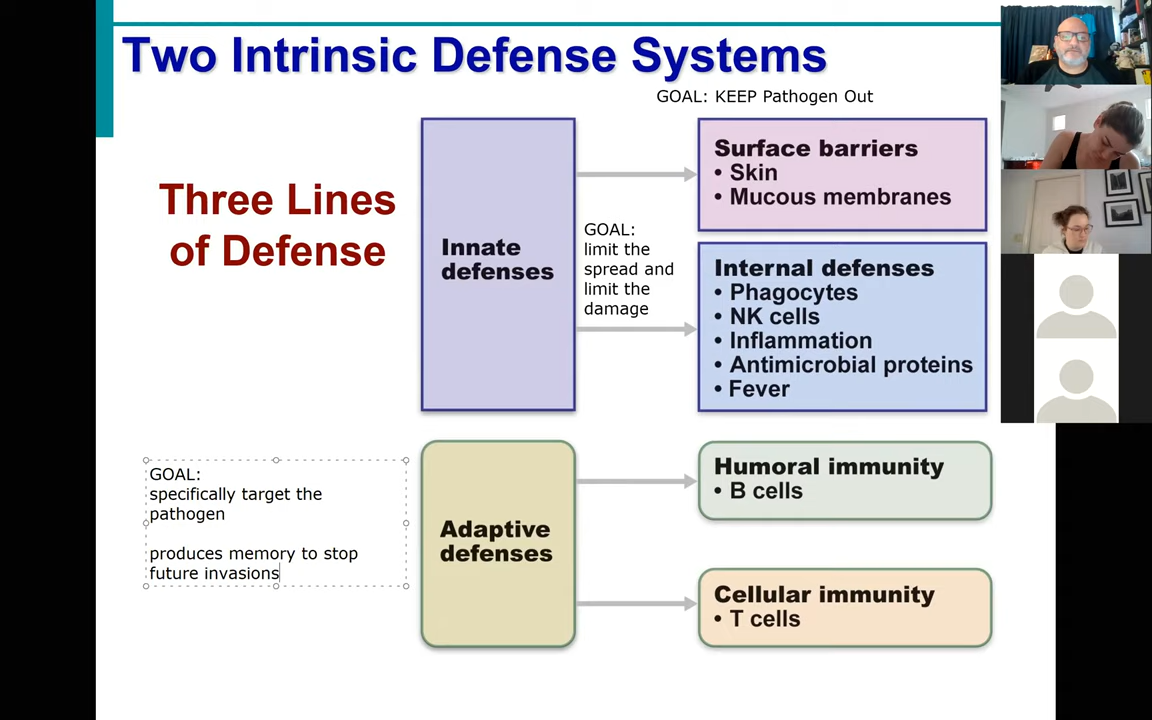 Two Intrinsic Defense Systems
GOAL: KEEP Pathogen Out
Three Lines
of Defense
Innate
defenses
GOAL:
limit the
spread and
limit the
damage
Surface barriers
• Skin
• Mucous membranes
Internal defenses
• Phagocytes
• NK cells
• Inflammation
• Antimicrobial proteins
• Fever
GOAL:
specifically target the
pathogen
produces memory to stop
future invasions
Adaptive
defenses
Humoral immunity
• B cells
Cellular immunity
• T cells